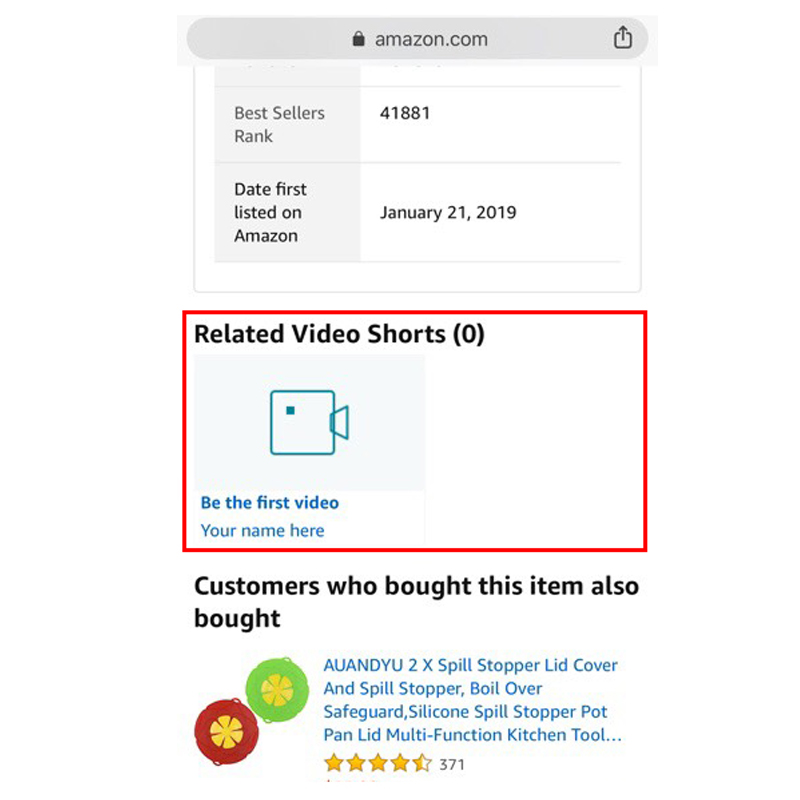 amazon.com
Best Sellers
Rank
41881
Date first
listed on
Amazon
January 21, 2019
Related Video Shorts (0)
Be the first video
Your name here
Customers who bought this item also
bought
AUANDYU 2 X Spill Stopper Lid Cover
And Spill Stopper, Boil Over
Safeguard,Silicone Spill Stopper Pot
Pan Lid Multi-Function Kitchen Tool...
371